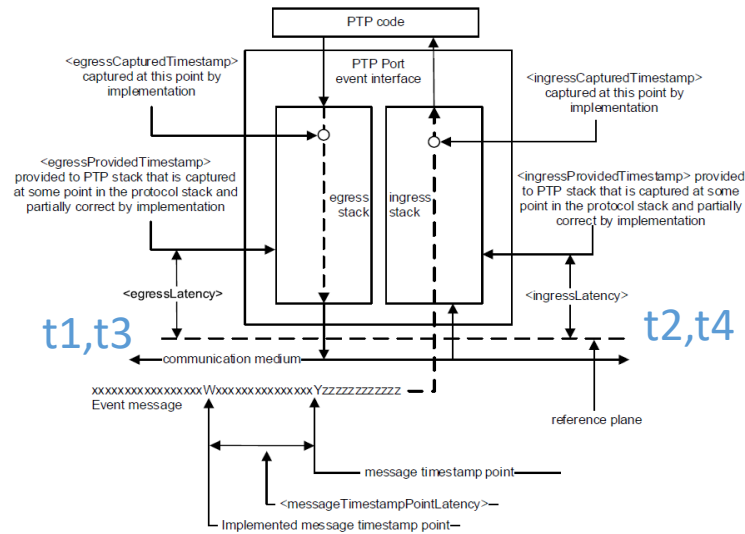 PTP code
<egressCapturedTimestamp>
captured at this point by
implementation
PTP Port
event interface
<ingressCapturedTimestamp>
captured at this point by
implementation
<egressProvidedTimestamp>
provided to PTP stack that is captured
at some point in the protocol stack and
partially correct by implementation
egress
stack
ingress
stack
<ingressProvidedTimestamp> provided
to PTP stack that is captured at some
point in the protocol stack and partially
correct by implementation
<egressLatency>
<ingressLatency>
t1,t3
t2,t4
communication medium
xxxxxxxxxxxxxxxxxWxxxxxxxxxxxxxxxYzzzzzzzzzzzz
Event message
reference plane
message timestamp point
<messageTimestampPointLatency>
Implemented message timestamp point